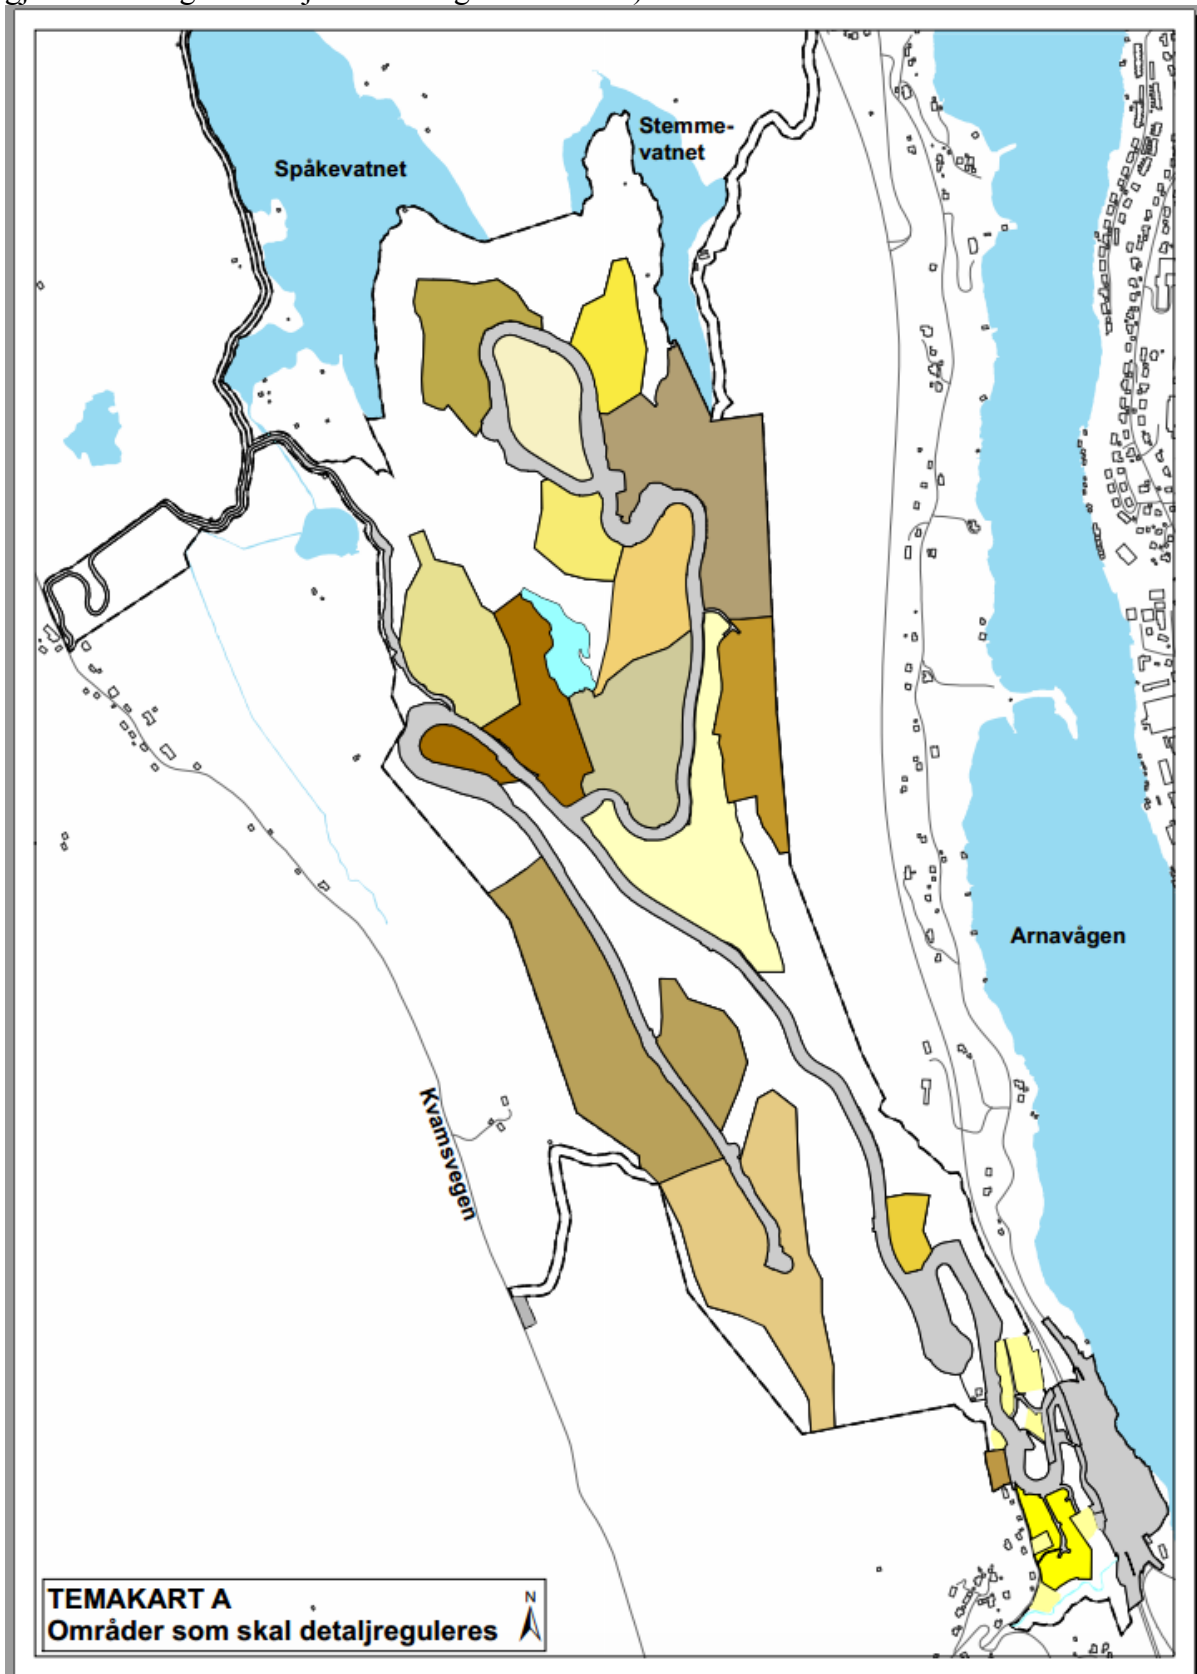 Stemme-
vatnet
Spåkevatnet
Arnavågen
Kvamsvegen
N
TEMAKART A
Områder som skal detaljreguleres